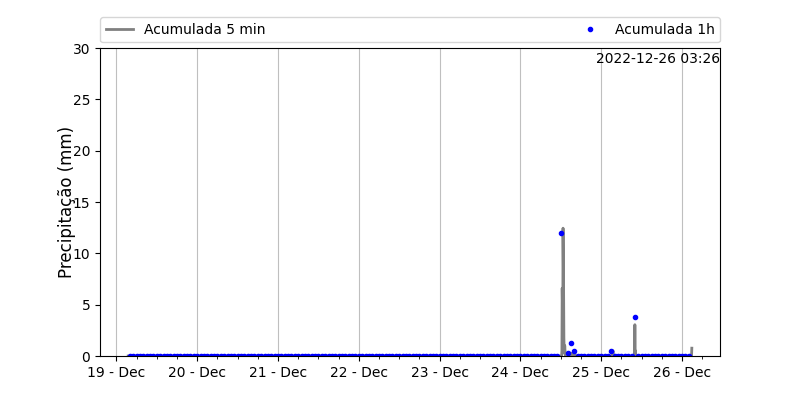 Acumulada 5 min
Acumulada 1h
2022-12-26 03:26
Precipitação (mm)
30
25
20
15
10
5
0
19 - Dec
20 - Dec
21 - Dec
22 - Dec
23 - Dec
24 - Dec
25 - Dec
26 - Dec